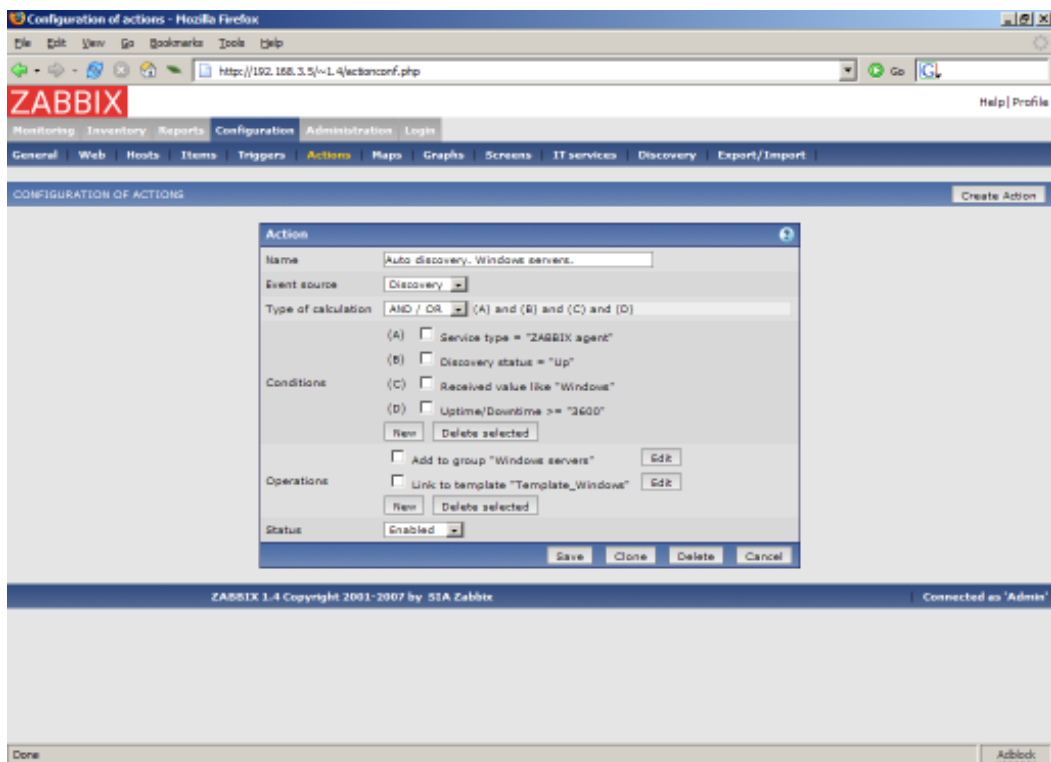 Configuration of actions - Mozilla Firefox
File Edit View Go Bookmarks Tools Help
http://192.168.3.5/~1.4/actionconf.php Go
ZABBIX Help | Profile
Monitoring Inventory Reports Configuration Administration Login
General | Web | Hosts | Items | Triggers | Actions | Maps | Graphs | Screens | IT services | Discovery | Export/Import |
CONFIGURATION OF ACTIONS Create Action
Action
Name Auto discovery. Windows servers.
Event source Discovery
Type of calculation AND / OR (A) and (B) and (C) and (D)
(A) Service type = "ZABBIX agent"
(B) Discovery status = "Up"
Conditions (C) Received value like "Windows"
(D) Uptime/Downtime >= "3600"
New Delete selected
Add to group "Windows servers" Edit
Operations Link to template "Template_Windows" Edit
New Delete selected
Status Enabled
Save Clone Delete Cancel
ZABBIX 1.4 Copyright 2001-2007 by SIA Zabbix | Connected as 'Admin'
Done Adblock